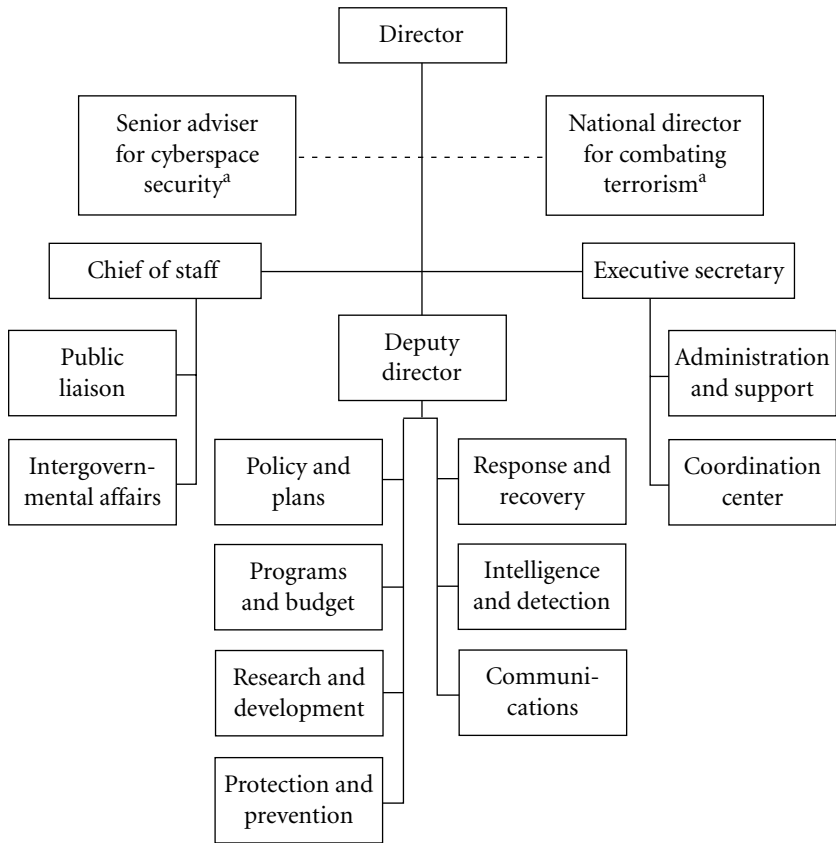 Director
Senior adviser
for cyberspace
securityᵃ
National director
for combating
terrorismᵃ
Chief of staff
Executive secretary
Public
liaison
Deputy
director
Administration
and support
Intergovern-
mental affairs
Policy and
plans
Response and
recovery
Coordination
center
Programs
and budget
Intelligence
and detection
Research and
development
Communi-
cations
Protection and
prevention